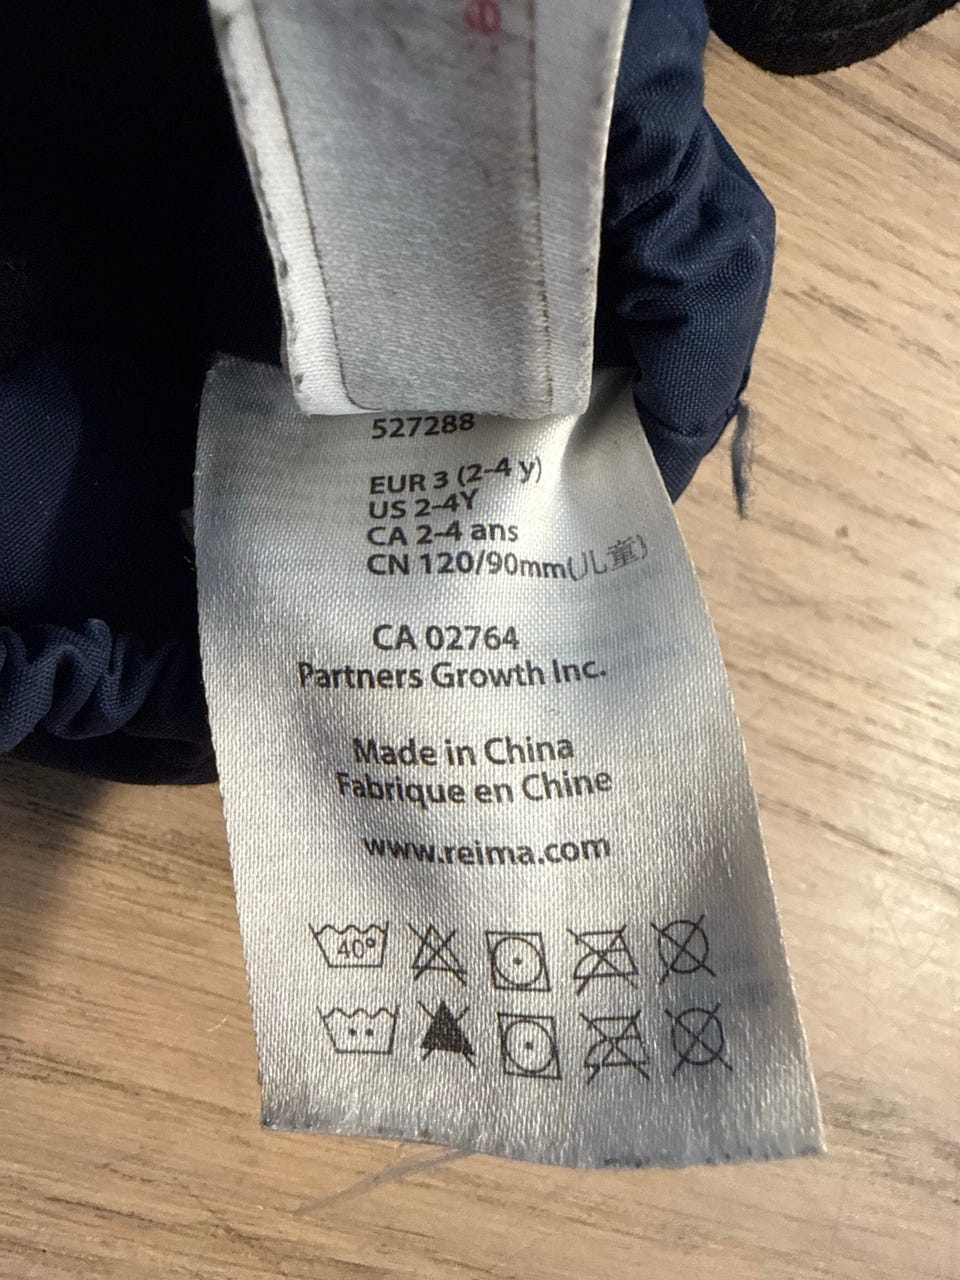 527288
EUR 3 (2-4 y)
US 2-4Y
CA 2-4 ans
CN 120/90mm(儿童)
CA 02764
Partners Growth Inc.
Made in China
Fabrique en Chine
www.reima.com
40°